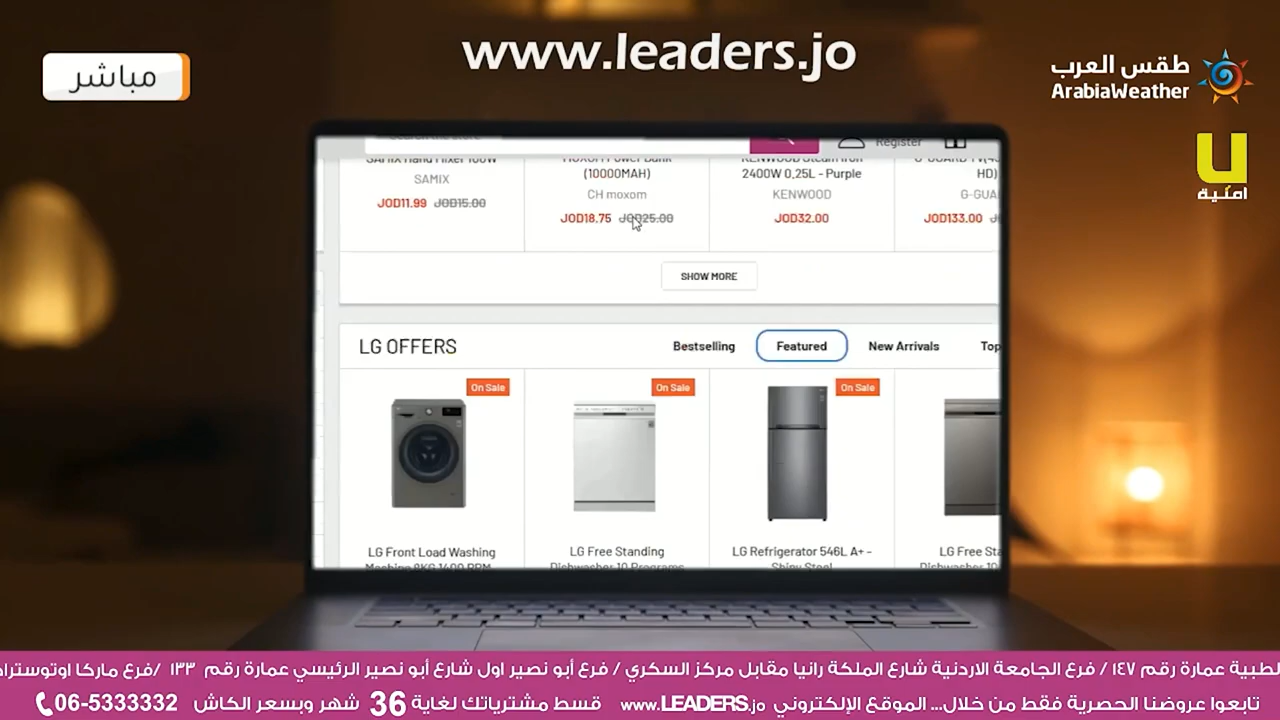 www.leaders.jo
مباشر
طقس العرب
ArabiaWeather
U
أمنية
Register
SAMIX Hand Mixer 100W
SAMIX
JOD11.99 JOD15.00
MOXOM Power Bank
(10000MAH)
CH moxom
JOD18.75 JOD25.00
KENWOOD Steam Iron
2400W 0,25L - Purple
KENWOOD
JOD32.00
HD)
G-GUA
JOD133.00
SHOW MORE
LG OFFERS
Bestselling
Featured
New Arrivals
Top
On Sale
On Sale
On Sale
LG Front Load Washing
Machine 9KG 1400 RPM
LG Free Standing
Dishwasher 10 Programs
LG Refrigerator 546L A+ -
Shiny Steel
LG Free Sta
لطبية عمارة رقم ١٤٧ / فرع الجامعة الاردنية شارع الملكة رانيا مقابل مركز السكري / فرع أبو نصير اول شارع أبو نصير الرئيسي عمارة رقم ١٣٣ /فرع ماركا اوتوسترا
تابعوا عروضنا الحصرية فقط من خلال... الموقع الإلكتروني www.LEADERS.jo قسط مشترياتك لغاية 36 شهر وبسعر الكاش 06-5333332